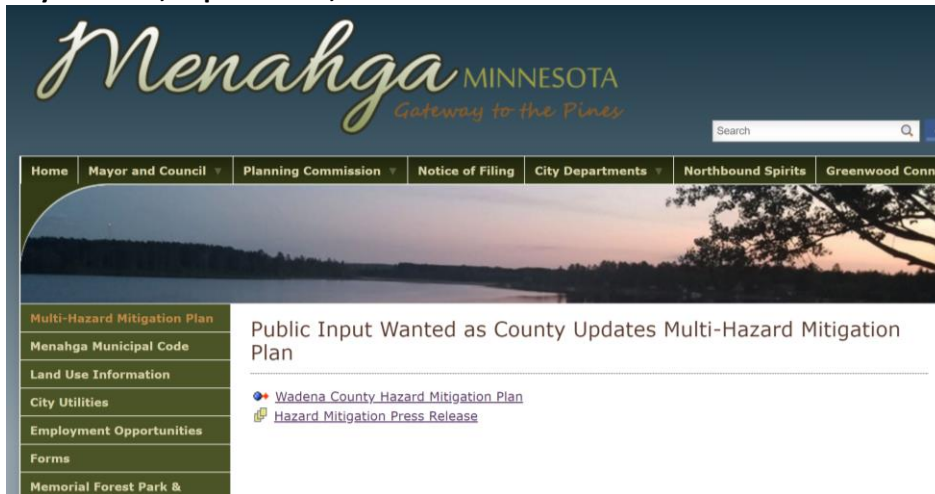 Menahga MINNESOTA
Gateway to the Pines
Search
Home Mayor and Council Planning Commission Notice of Filing City Departments Northbound Spirits Greenwood Conn
Multi-Hazard Mitigation Plan
Menahga Municipal Code
Land Use Information
City Utilities
Employment Opportunities
Forms
Memorial Forest Park &
Public Input Wanted as County Updates Multi-Hazard Mitigation
Plan
Wadena County Hazard Mitigation Plan
Hazard Mitigation Press Release